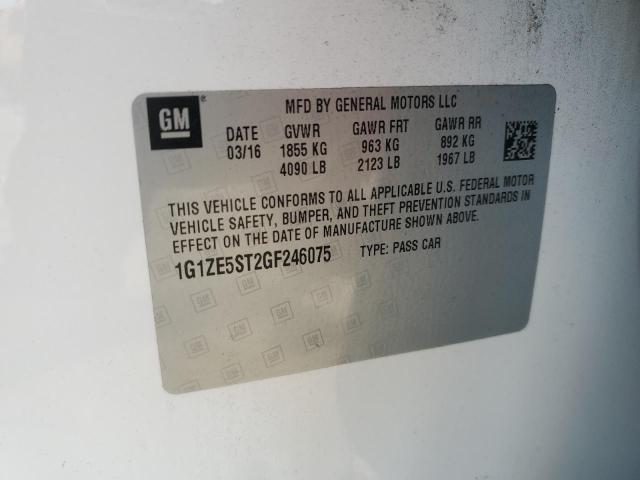 GM ®
MFD BY GENERAL MOTORS LLC
DATE GVWR GAWR FRT GAWR RR
03/16 1855 KG 963 KG 892 KG
4090 LB 2123 LB 1967 LB
THIS VEHICLE CONFORMS TO ALL APPLICABLE U.S. FEDERAL MOTOR
VEHICLE SAFETY, BUMPER, AND THEFT PREVENTION STANDARDS IN
EFFECT ON THE DATE OF MANUFACTURE SHOWN ABOVE.
1G1ZE5ST2GF246075 TYPE: PASS CAR